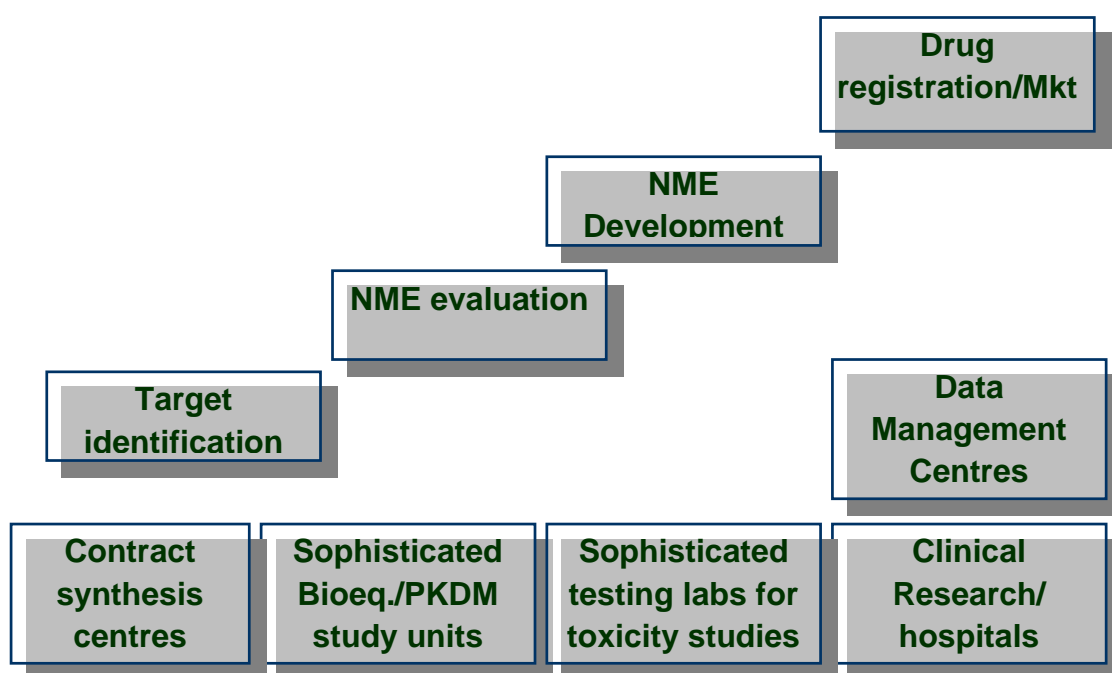 Drug
registration/Mkt
NME
Development
NME evaluation
Target
identification
Data
Management
Centres
Contract
synthesis
centres
Sophisticated
Bioeq./PKDM
study units
Sophisticated
testing labs for
toxicity studies
Clinical
Research/
hospitals